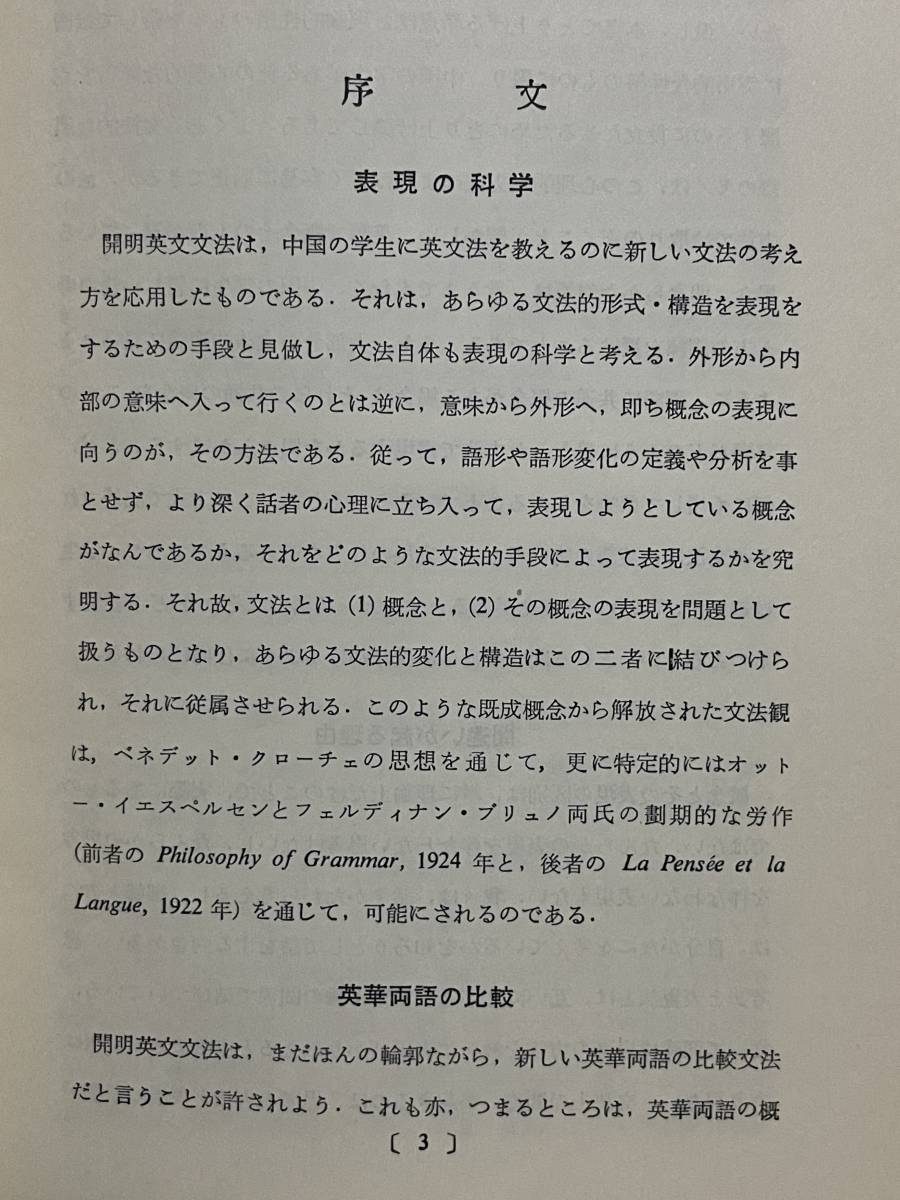 序文
表現の科学
開明英文文法は，中国の学生に英文法を教えるのに新しい文法の考え
方を応用したものである．それは，あらゆる文法的形式・構造を表現を
するための手段と見做し，文法自体も表現の科学と考える．外形から内
部の意味へ入って行くのとは逆に，意味から外形へ，即ち概念の表現に
向うのが，その方法である．従って，語形や語形変化の定義や分析を事
とせず，より深く話者の心理に立ち入って，表現しようとしている概念
がなんであるか，それをどのような文法的手段によって表現するかを究
明する．それ故，文法とは (1) 概念と，(2) その概念の表現を問題として
扱うものとなり，あらゆる文法的変化と構造はこの二者に結びつけら
れ，それに従属させられる．このような既成概念から解放された文法観
は，ベネデット・クローチェの思想を通じて，更に特定的にはオット
ー・イエスペルセンとフェルディナン・ブリュノ両氏の劃期的な労作
(前者の Philosophy of Grammar, 1924 年と，後者の La Pensée et la
Langue, 1922 年) を通じて，可能にされるのである．
英華両語の比較
開明英文文法は，まだほんの輪郭ながら，新しい英華両語の比較文法
だと言うことが許されよう．これも亦，つまるところは，英華両語の概
〔 3 〕